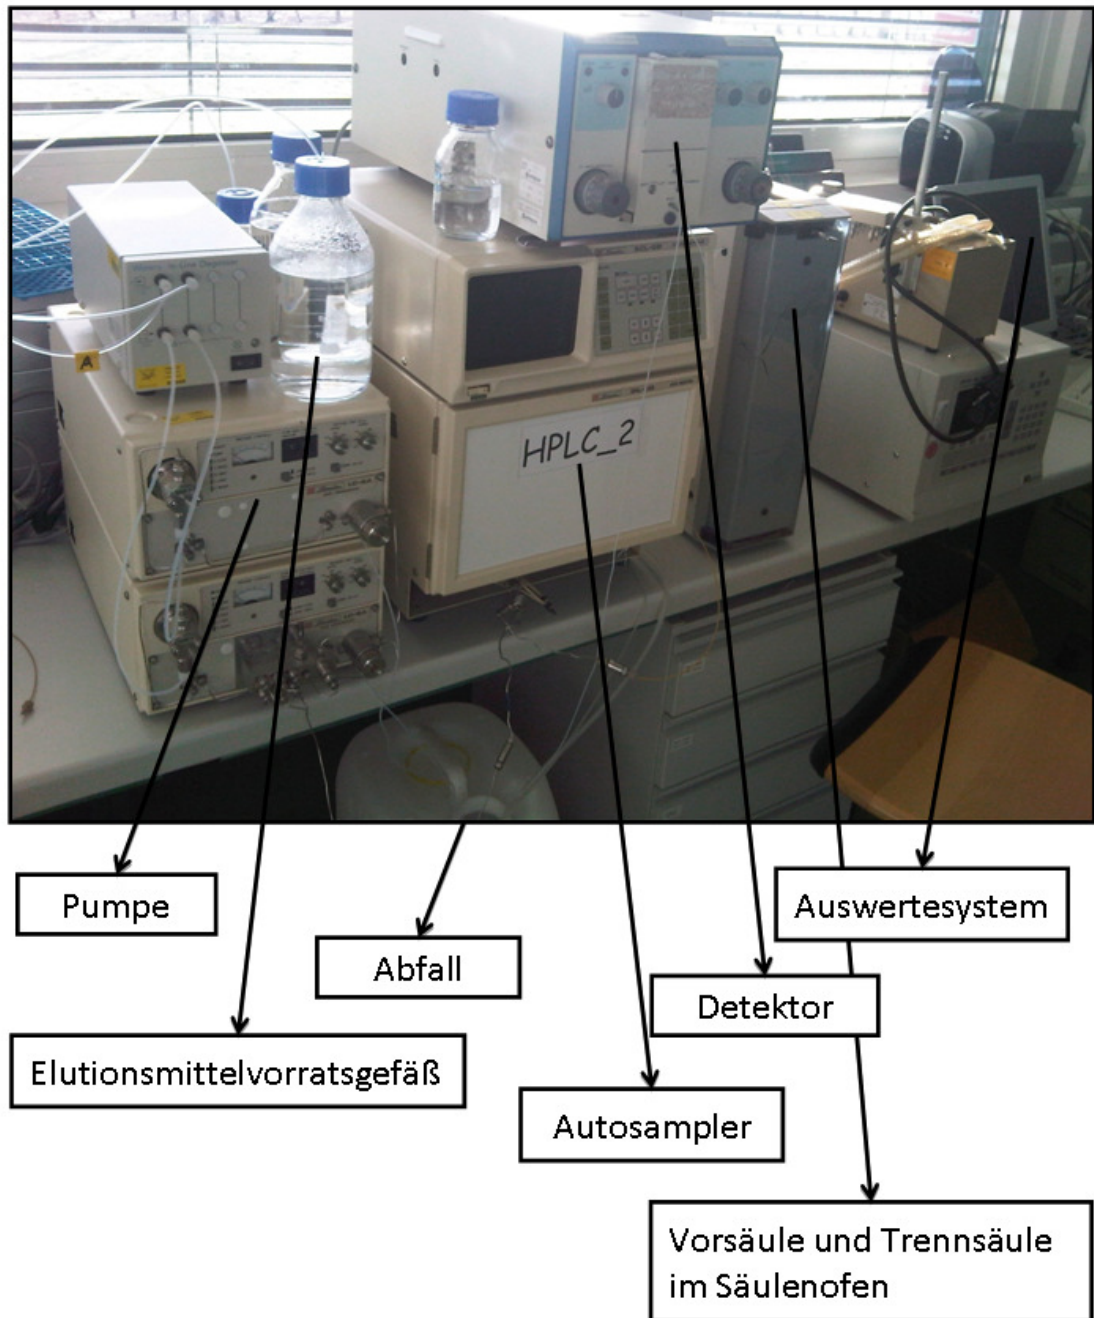 A
HPLC_2
Pumpe
Auswertesystem
Abfall
Detektor
Elutionsmittelvorratsgefäß
Autosampler
Vorsäule und Trennsäule
im Säulenofen